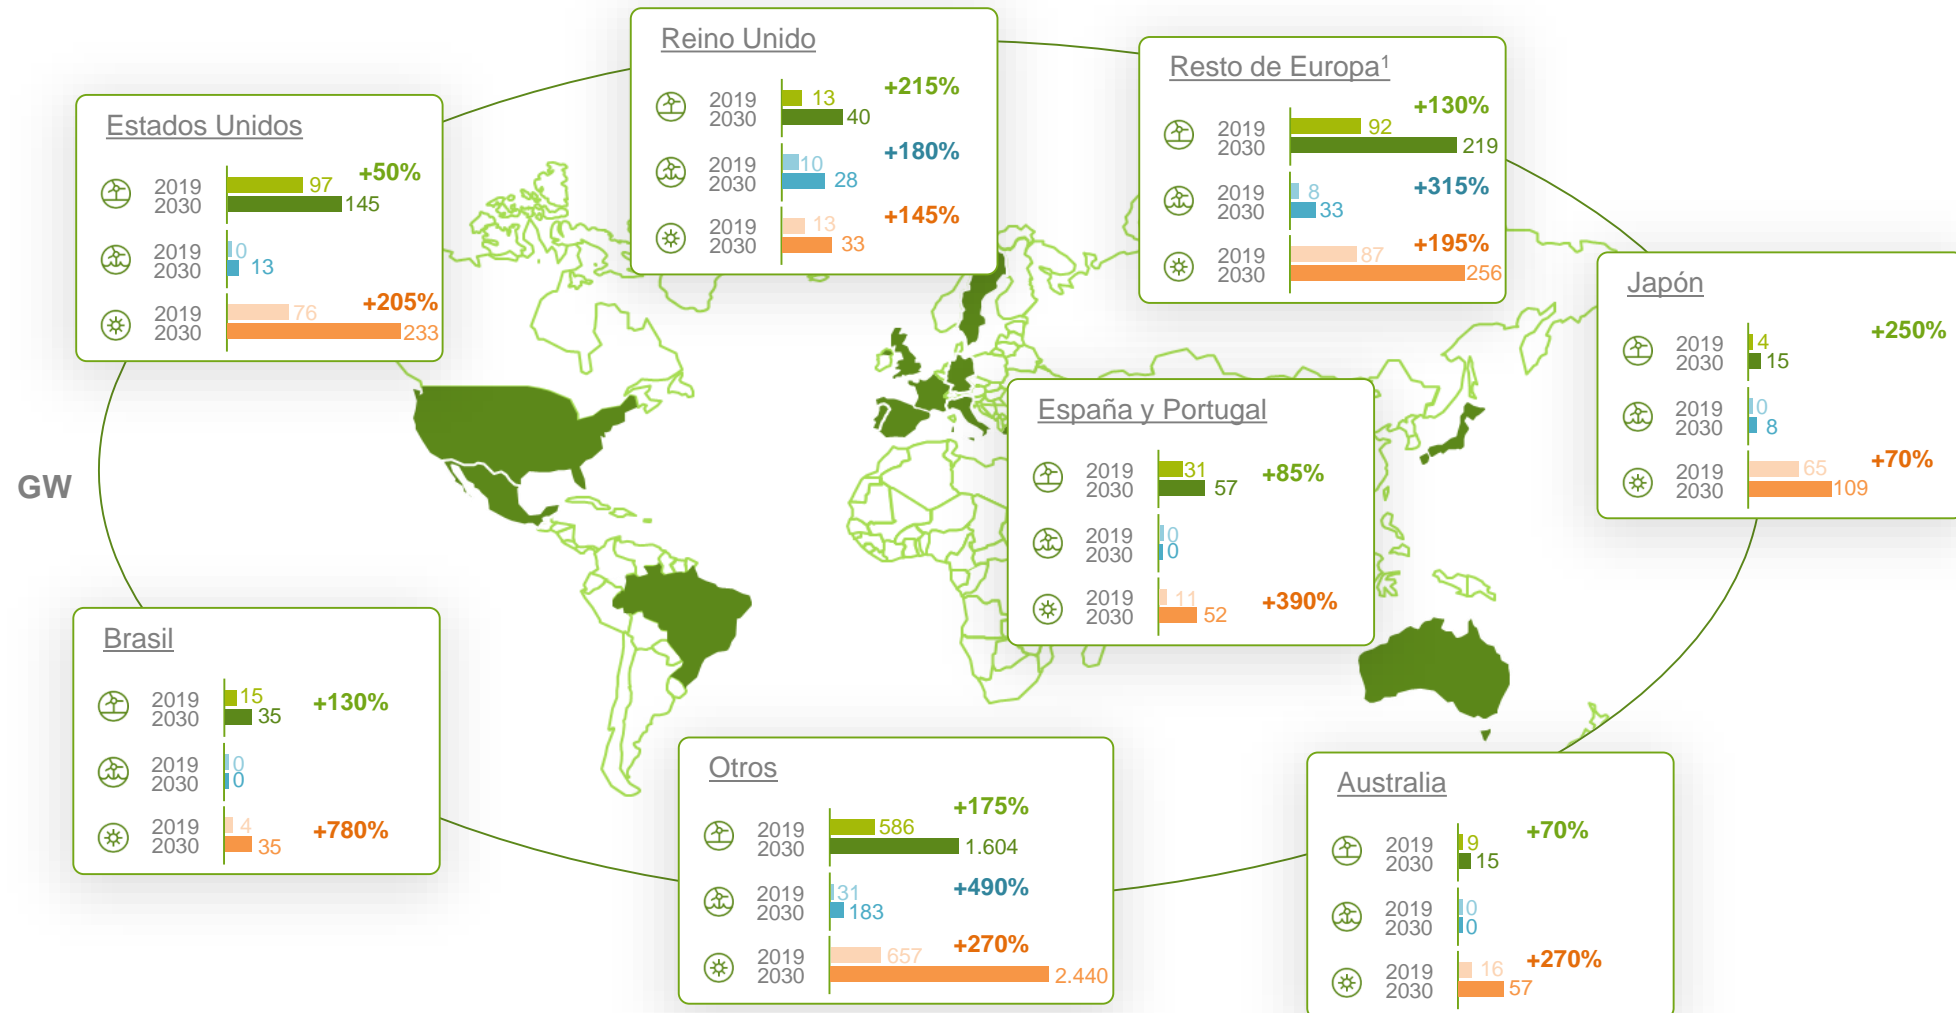 Reino Unido
2019 13 +215%
2030 40
2019 10 +180%
2030 28
2019 13 +145%
2030 33
Resto de Europa¹
2019 92 +130%
2030 219
2019 8 +315%
2030 33
2019 87 +195%
2030 256
Estados Unidos
2019 97 +50%
2030 145
2019 0
2030 13
2019 76 +205%
2030 233
Japón
2019 4 +250%
2030 15
2019 0
2030 8
2019 65 +70%
2030 109
España y Portugal
2019 31 +85%
2030 57
2019 0
2030 0
2019 11 +390%
2030 52
GW
Brasil
2019 15 +130%
2030 35
2019 0
2030 0
2019 4 +780%
2030 35
Otros
2019 586 +175%
2030 1.604
2019 31 +490%
2030 183
2019 657 +270%
2030 2.440
Australia
2019 9 +70%
2030 15
2019 0
2030 0
2019 16 +270%
2030 57